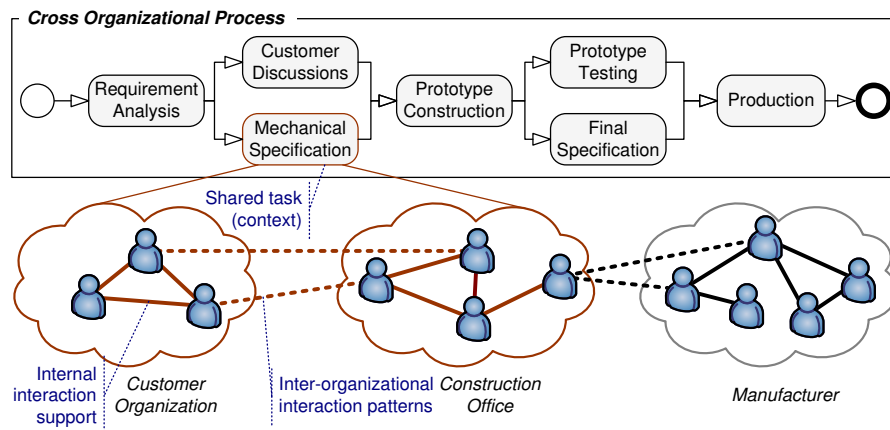 Cross Organizational Process
Requirement
Analysis
Customer
Discussions
Mechanical
Specification
Prototype
Construction
Prototype
Testing
Final
Specification
Production
Shared task
(context)
Internal
interaction
support
Customer
Organization
Inter-organizational
interaction patterns
Construction
Office
Manufacturer